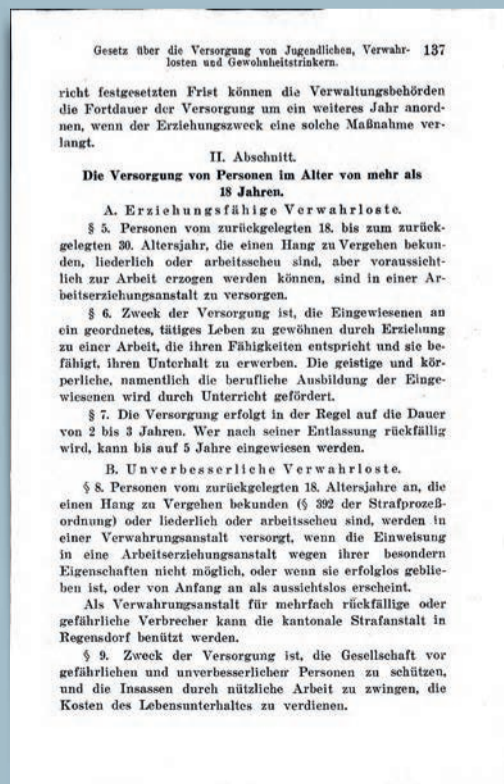 Gesetz über die Versorgung von Jugendlichen, Verwahr- 137
losten und Gewohnheitstrinkern.
richt festgesetzten Frist können die Verwaltungsbehörden
die Fortdauer der Versorgung um ein weiteres Jahr anord-
nen, wenn der Erziehungszweck eine solche Maßnahme ver-
langt.
II. Abschnitt.
Die Versorgung von Personen im Alter von mehr als
18 Jahren.
A. Erziehungsfähige Verwahrloste.
§ 5. Personen vom zurückgelegten 18. bis zum zurück-
gelegten 30. Altersjahr, die einen Hang zu Vergehen bekun-
den, liederlich oder arbeitsscheu sind, aber voraussicht-
lich zur Arbeit erzogen werden können, sind in einer Ar-
beitserziehungsanstalt zu versorgen.
§ 6. Zweck der Versorgung ist, die Eingewiesenen an
ein geordnetes, tätiges Leben zu gewöhnen durch Erziehung
zu einer Arbeit, die ihren Fähigkeiten entspricht und sie be-
fähigt, ihren Unterhalt zu erwerben. Die geistige und kör-
perliche, namentlich die berufliche Ausbildung der Einge-
wiesenen wird durch Unterricht gefördert.
§ 7. Die Versorgung erfolgt in der Regel auf die Dauer
von 2 bis 3 Jahren. Wer nach seiner Entlassung rückfällig
wird, kann bis auf 5 Jahre eingewiesen werden.
B. Unverbesserliche Verwahrloste.
§ 8. Personen vom zurückgelegten 18. Altersjahre an, die
einen Hang zu Vergehen bekunden (§ 392 der Strafprozeß-
ordnung) oder liederlich oder arbeitsscheu sind, werden in
einer Verwahrungsanstalt versorgt, wenn die Einweisung
in eine Arbeitserziehungsanstalt wegen ihrer besondern
Eigenschaften nicht möglich, oder wenn sie erfolglos geblie-
ben ist, oder von Anfang an als aussichtslos erscheint.
Als Verwahrungsanstalt für mehrfach rückfällige oder
gefährliche Verbrecher kann die kantonale Strafanstalt in
Regensdorf benützt werden.
§ 9. Zweck der Versorgung ist, die Gesellschaft vor
gefährlichen und unverbesserlichen Personen zu schützen,
und die Insassen durch nützliche Arbeit zu zwingen, die
Kosten des Lebensunterhaltes zu verdienen.